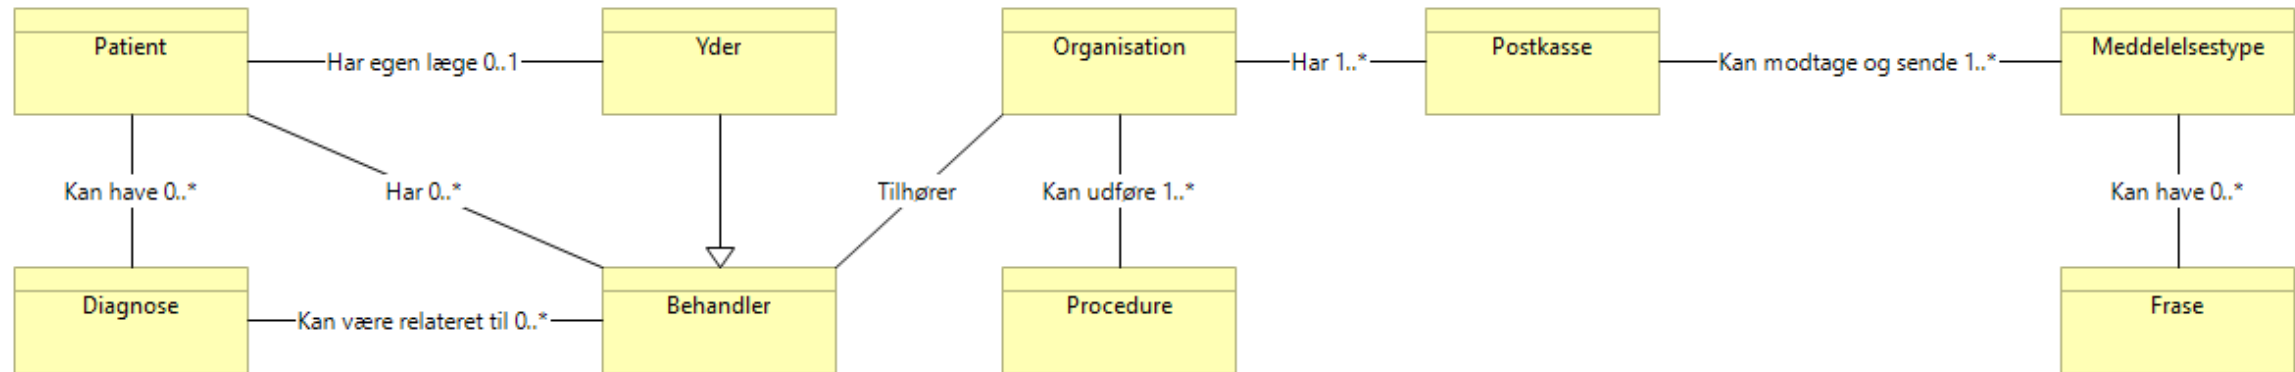 Patient
Har egen læge 0..1
Yder
Organisation
Har 1..*
Postkasse
Kan modtage og sende 1..*
Meddelelsestype
Kan have 0..*
Har 0..*
Tilhører
Kan udføre 1..*
Kan have 0..*
Diagnose
Kan være relateret til 0..*
Behandler
Procedure
Frase